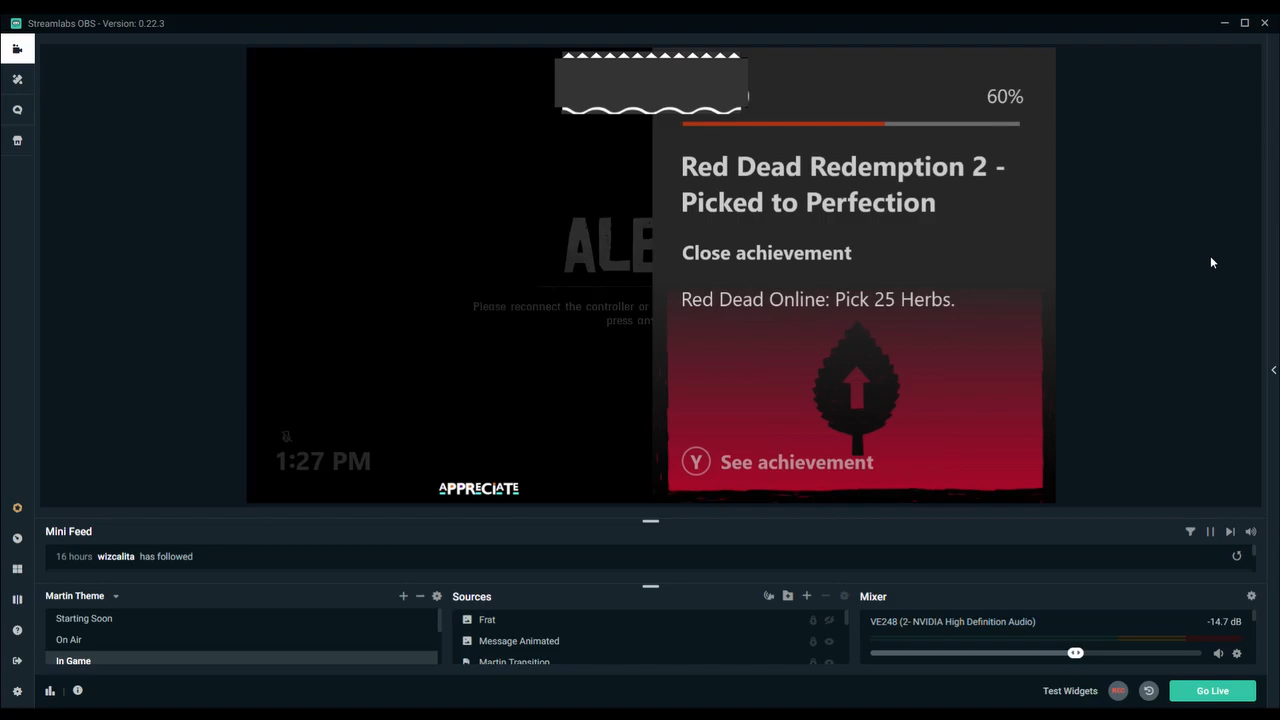 Streamlabs OBS - Version: 0.22.3
60%
Red Dead Redemption 2 -
Picked to Perfection
Close achievement
Red Dead Online: Pick 25 Herbs.
Please reconnect the controller or
press
1:27 PM
Y See achievement
APPRECIATE
Mini Feed
16 hours wizcalita has followed
Martin Theme
Starting Soon
On Air
In Game
Sources
Frat
Message Animated
Martin Transition
Mixer
VE248 (2- NVIDIA High Definition Audio) -14.7 dB
Test Widgets
REC
Go Live